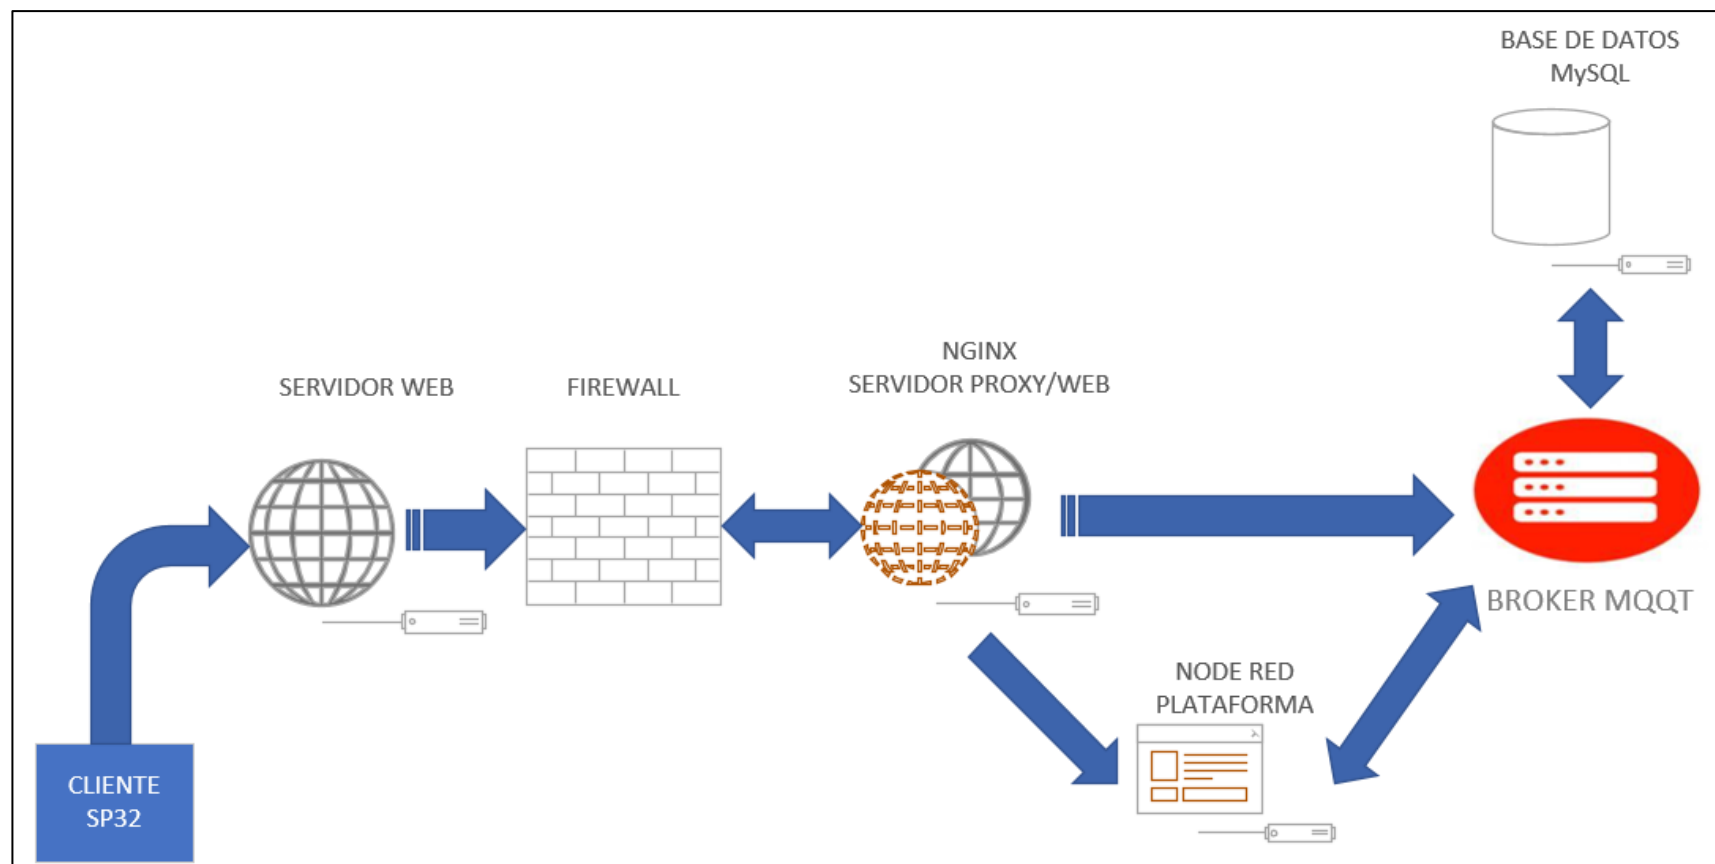 BASE DE DATOS
MySQL
NGINX
SERVIDOR PROXY/WEB
SERVIDOR WEB
FIREWALL
BROKER MQQT
NODE RED
PLATAFORMA
CLIENTE
SP32